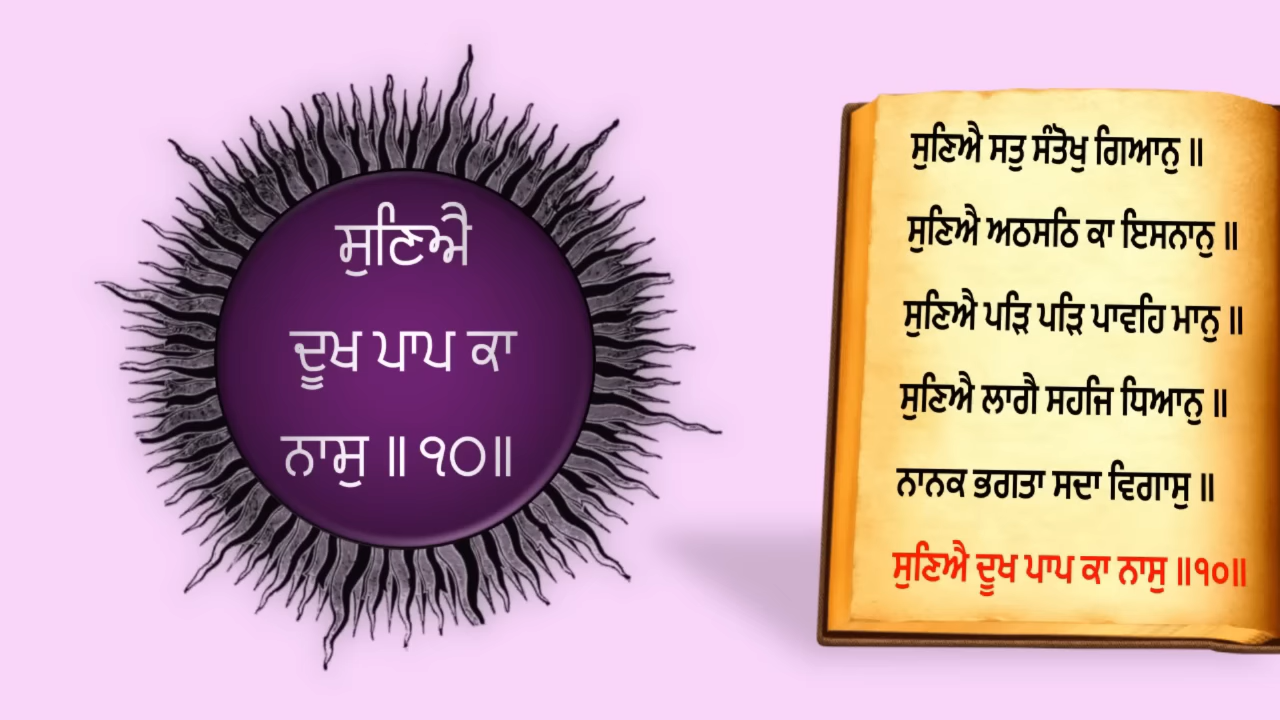 ਸੁਣਿਐ
ਦੂਖ ਪਾਪ ਕਾ
ਨਾਸੁ ॥ ੧੦॥
ਸੁਣਿਐ ਸਤੁ ਸੰਤੋਖੁ ਗਿਆਨੁ ॥
ਸੁਣਿਐ ਅਠਸਠਿ ਕਾ ਇਸਨਾਨੁ ॥
ਸੁਣਿਐ ਪੜਿ ਪੜਿ ਪਾਵਹਿ ਮਾਨੁ ॥
ਸੁਣਿਐ ਲਾਗੈ ਸਹਜਿ ਧਿਆਨੁ ॥
ਨਾਨਕ ਭਗਤਾ ਸਦਾ ਵਿਗਾਸੁ ॥
ਸੁਣਿਐ ਦੂਖ ਪਾਪ ਕਾ ਨਾਸੁ ॥੧੦॥